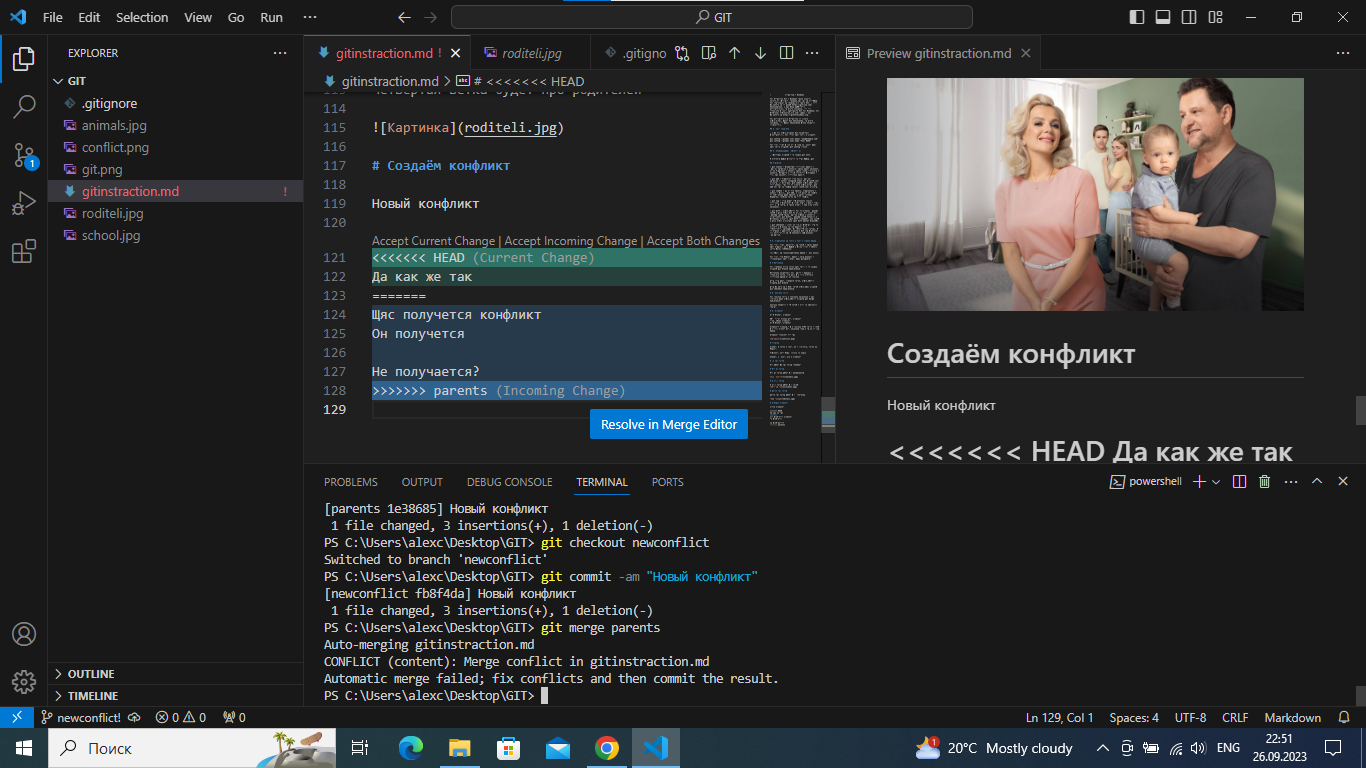 File Edit Selection View Go Run ···
GIT
EXPLORER
GIT
.gitignore
animals.jpg
conflict.png
git.png
gitinstraction.md !
roditeli.jpg
school.jpg
OUTLINE
TIMELINE
1
gitinstraction.md !
roditeli.jpg
.gitigno
gitinstraction.md > # <<<<<<< HEAD
Четвертая ветка будет про родителей
114
115 ![Картинка](roditeli.jpg)
116
117 # Создаём конфликт
118
119 Новый конфликт
120
Accept Current Change | Accept Incoming Change | Accept Both Changes
121 <<<<<<< HEAD (Current Change)
122 Да как же так
123 =======
124 Щяс получется конфликт
125 Он получется
126
127 Не получается?
128 >>>>>>> parents (Incoming Change)
129
Resolve in Merge Editor
Preview gitinstraction.md
Создаём конфликт
Новый конфликт
<<<<<<< HEAD Да как же так
PROBLEMS OUTPUT DEBUG CONSOLE TERMINAL PORTS
powershell
[parents 1e38685] Новый конфликт
1 file changed, 3 insertions(+), 1 deletion(-)
PS C:\Users\alexc\Desktop\GIT> git checkout newconflict
Switched to branch 'newconflict'
PS C:\Users\alexc\Desktop\GIT> git commit -am "Новый конфликт"
[newconflict fb8f4da] Новый конфликт
1 file changed, 3 insertions(+), 1 deletion(-)
PS C:\Users\alexc\Desktop\GIT> git merge parents
Auto-merging gitinstraction.md
CONFLICT (content): Merge conflict in gitinstraction.md
Automatic merge failed; fix conflicts and then commit the result.
PS C:\Users\alexc\Desktop\GIT>
newconflict! 0 0 0
Ln 129, Col 1 Spaces: 4 UTF-8 CRLF Markdown
Поиск
1
20°C Mostly cloudy
ENG
22:51
26.09.2023